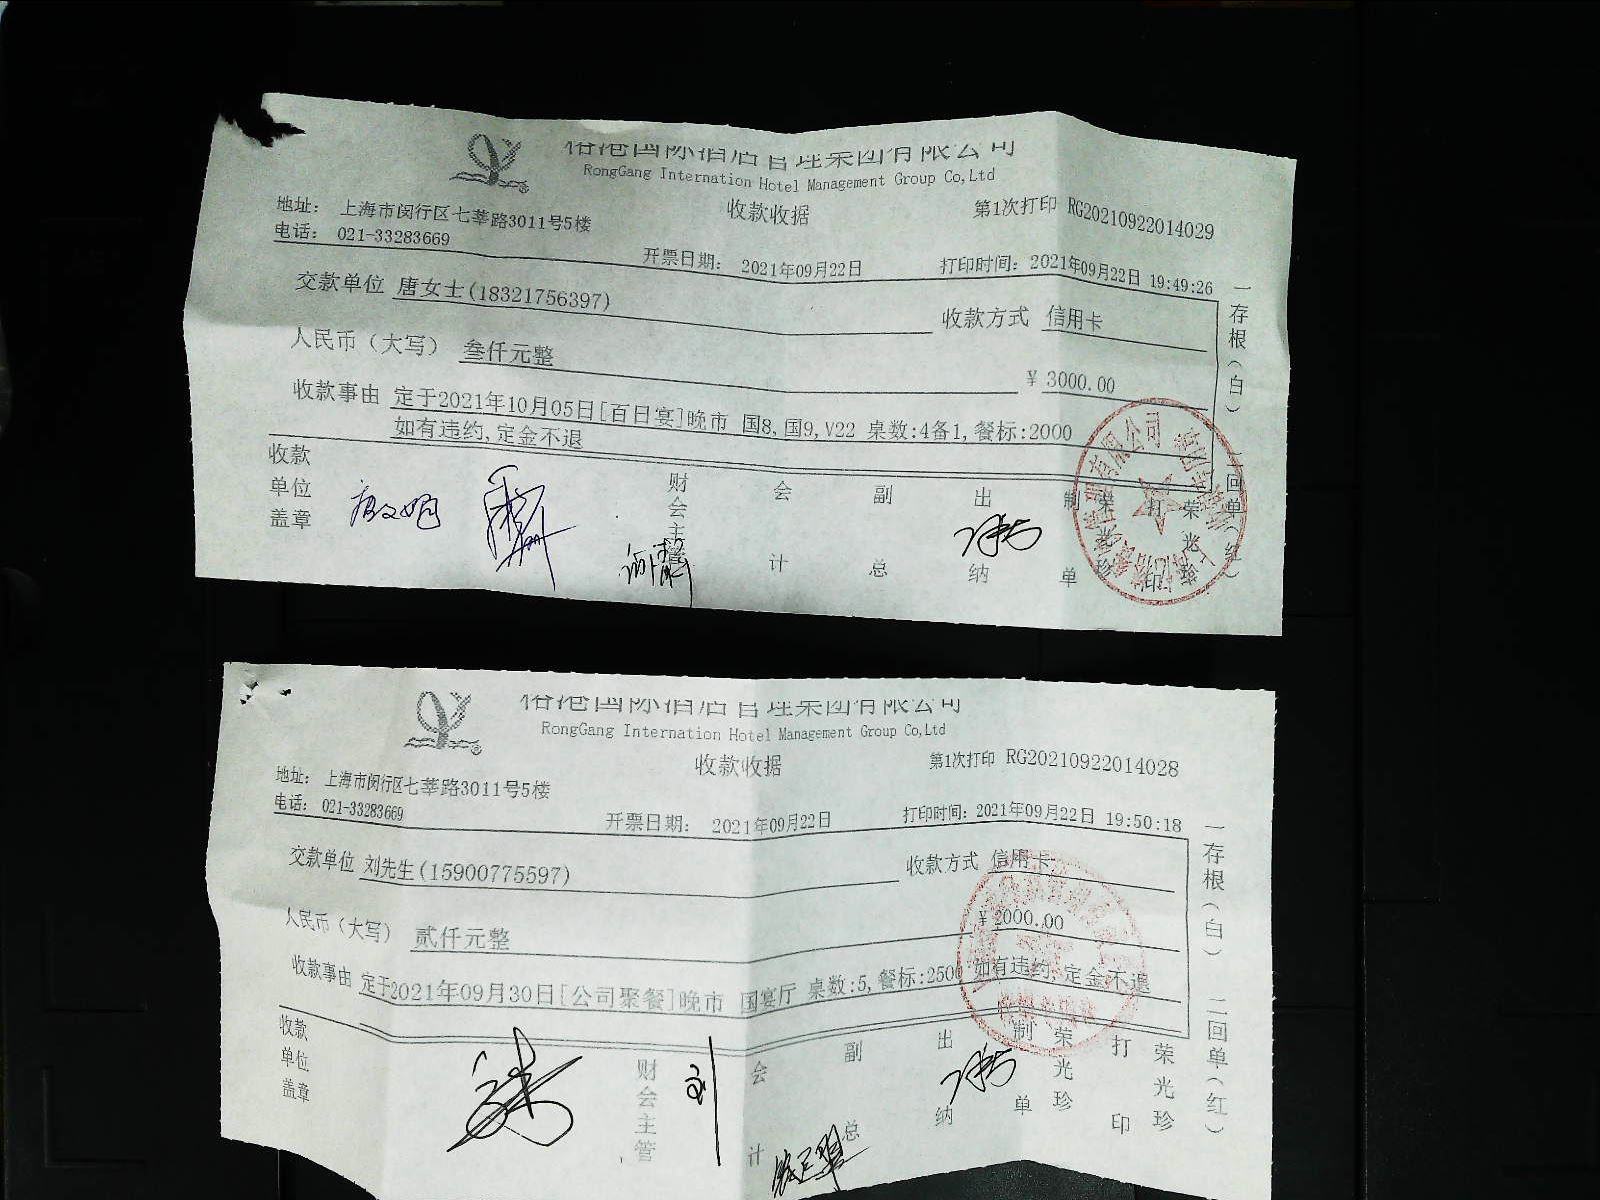 国际酒店管理集团有限公司
RongGang Internation Hotel Management Group Co,Ltd
收款收据
第1次打印 RG20210922014029
地址： 上海市闵行区七莘路3011号5楼
电话： 021-33283669
开票日期： 2021年09月22日
打印时间：2021年09月22日 19:49:26
交款单位 唐女士(18321756397)
收款方式 信用卡
人民币（大写） 叁仟元整
¥ 3000.00
收款事由 定于2021年10月05日[百日宴]晚市 国8,国9,V22 桌数:4备1,餐标:2000
如有违约,定金不退
收款单位盖章
财会主管
会计
副总
出纳
制单 荣光珍
打印 荣光珍
一存根（白） 二回单（红）
国际酒店管理集团有限公司
RongGang Internation Hotel Management Group Co,Ltd
收款收据
第1次打印 RG20210922014028
地址： 上海市闵行区七莘路3011号5楼
电话： 021-33283669
开票日期： 2021年09月22日
打印时间：2021年09月22日 19:50:18
交款单位 刘先生(15900775597)
收款方式 信用卡
人民币（大写） 贰仟元整
¥ 2000.00
收款事由 定于2021年09月30日[公司聚餐]晚市 国宴厅 桌数:5,餐标:2500 如有违约,定金不退
收款单位盖章
财会主管 刘
会计
副总
出纳
制单 荣光珍
打印 荣光珍
一存根（白） 二回单（红）